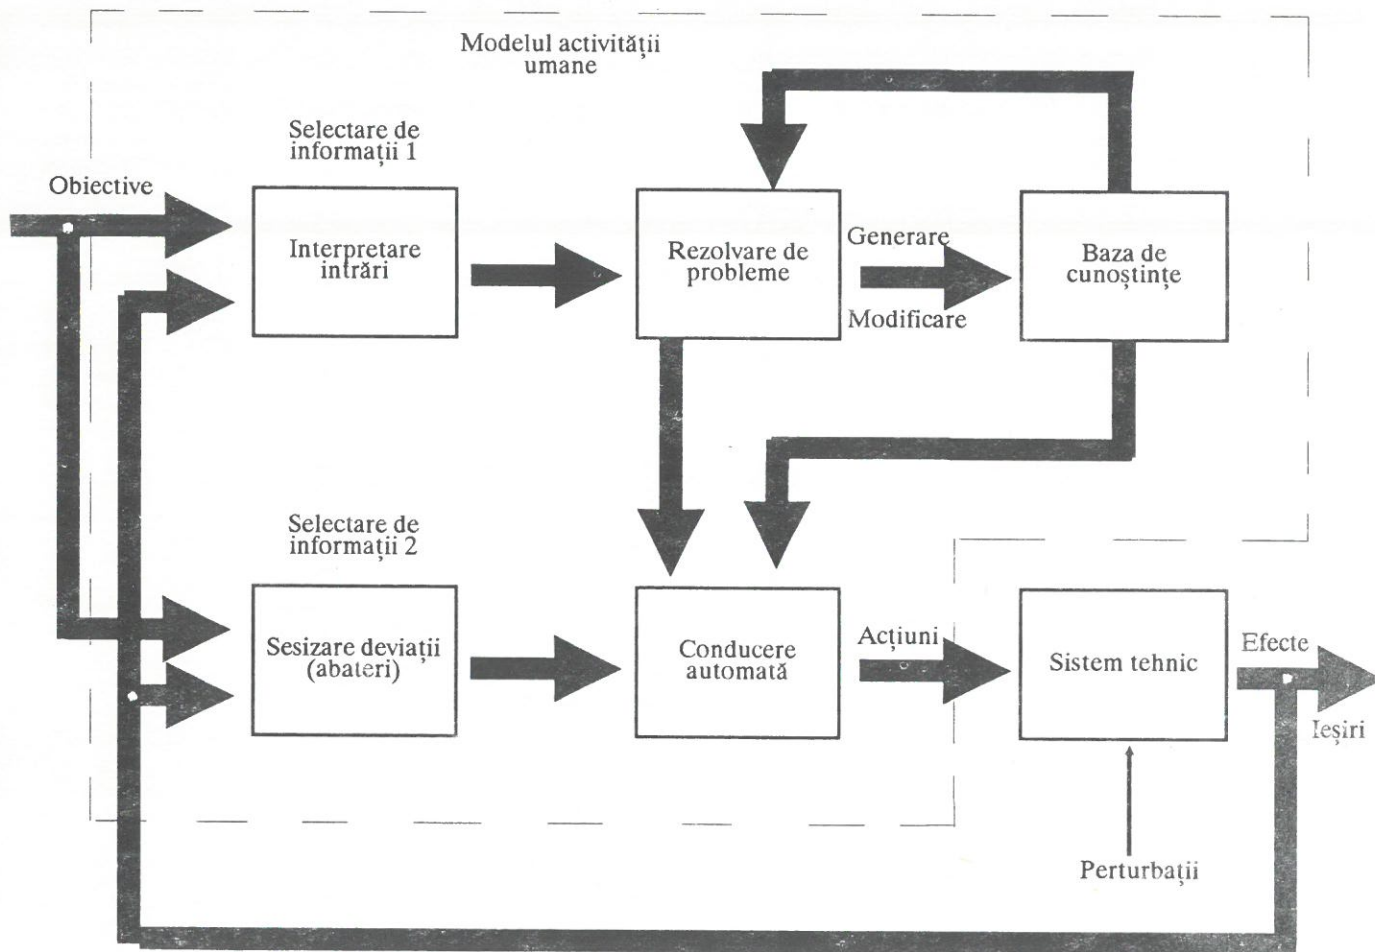 Modelul activității
umane
Selectare de
informații 1
Obiective
Interpretare
intrări
Rezolvare de
probleme
Generare
Modificare
Baza de
cunoștințe
Selectare de
informații 2
Sesizare deviații
(abateri)
Conducere
automată
Acțiuni
Sistem tehnic
Efecte
Ieșiri
Perturbații